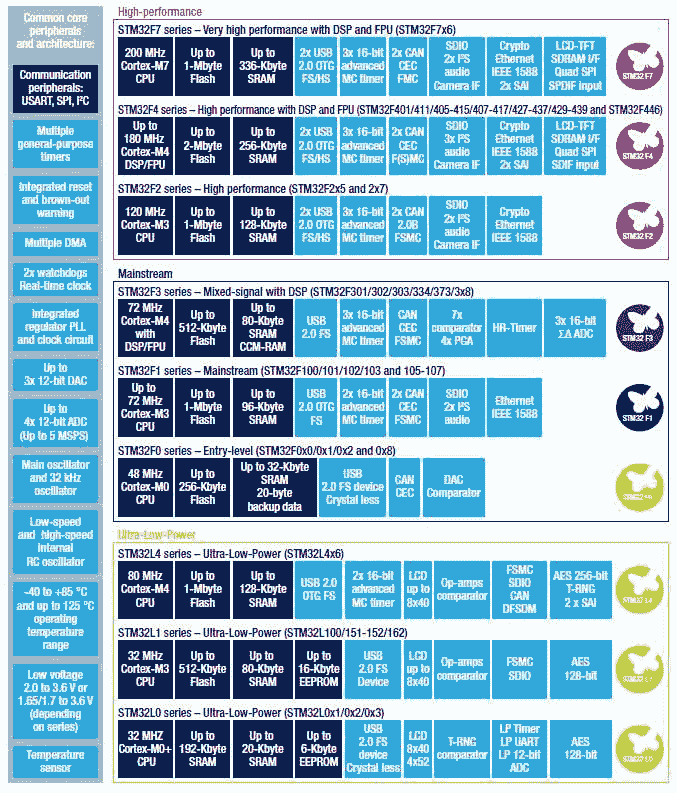 Common core
peripherals
and architecture:
Communication
peripherals:
USART, SPI, I²C
Multiple
general-purpose
timers
Integrated reset
and brown-out
warning
Multiple DMA
2x watchdogs
Real-time clock
Integrated
regulator PLL
and clock circuit
Up to
3x 12-bit DAC
Up to
4x 12-bit ADC
(Up to 5 MSPS)
Main oscillator
and 32 kHz
oscillator
Low-speed
and high-speed
internal
RC oscillator
-40 to +85 °C
and up to 125 °C
operating
temperature
range
Low voltage
2.0 to 3.6 V or
1.65/1.7 to 3.6 V
(depending
on series)
Temperature
sensor
High-performance
STM32F7 series – Very high performance with DSP and FPU (STM32F7x6)
200 MHz
Cortex-M7
CPU
Up to
1-Mbyte
Flash
Up to
336-Kbyte
SRAM
2x USB
2.0 OTG
FS/HS
3x 16-bit
advanced
MC timer
2x CAN
CEC
FMC
SDIO
2x I²S
audio
Camera IF
Crypto
Ethernet
IEEE 1588
2x SAI
LCD-TFT
SDRAM I/F
Quad SPI
SPDIF input
STM32 F7
STM32F4 series – High performance with DSP and FPU (STM32F401/411/405-415/407-417/427-437/429-439 and STM32F446)
Up to
180 MHz
Cortex-M4
DSP/FPU
Up to
2-Mbyte
Flash
Up to
256-Kbyte
SRAM
2x USB
2.0 OTG
FS/HS
3x 16-bit
advanced
MC timer
2x CAN
CEC
F(S)MC
SDIO
3x I²S
audio
Camera IF
Crypto
Ethernet
IEEE 1588
2x SAI
LCD-TFT
SDRAM I/F
Quad SPI
SDIF input
STM32 F4
STM32F2 series – High performance (STM32F2x5 and 2x7)
120 MHz
Cortex-M3
CPU
Up to
1-Mbyte
Flash
Up to
128-Kbyte
SRAM
2x USB
2.0 OTG
FS/HS
3x 16-bit
advanced
MC timer
2x CAN
2.0B
FSMC
SDIO
2x I²S
audio
Camera IF
Crypto
Ethernet
IEEE 1588
STM32 F2
Mainstream
STM32F3 series – Mixed-signal with DSP (STM32F301/302/303/334/373/3x8)
72 MHz
Cortex-M4
with
DSP/FPU
Up to
512-Kbyte
Flash
Up to
80-Kbyte
SRAM
CCM-RAM
USB
2.0 FS
3x 16-bit
advanced
MC timer
CAN
CEC
FSMC
7x
comparator
4x PGA
HR-Timer
3x 16-bit
ΣΔ ADC
STM32 F3
STM32F1 series – Mainstream (STM32F100/101/102/103 and 105-107)
Up to
72 MHz
Cortex-M3
CPU
Up to
1-Mbyte
Flash
Up to
96-Kbyte
SRAM
USB
2.0 OTG
FS
2x 16-bit
advanced
MC timer
2x CAN
CEC
FSMC
SDIO
2x I²S
audio
Ethernet
IEEE 1588
STM32 F1
STM32F0 series – Entry-level (STM32F0x0/0x1/0x2 and 0x8)
48 MHz
Cortex-M0
CPU
Up to
256-Kbyte
Flash
Up to 32-Kbyte
SRAM
20-byte
backup data
USB
2.0 FS device
Crystal less
CAN
CEC
DAC
Comparator
Ultra-Low-Power
STM32L4 series – Ultra-Low-Power (STM32L4x6)
80 MHz
Cortex-M4
CPU
Up to
1-Mbyte
Flash
Up to
128-Kbyte
SRAM
USB 2.0
OTG FS
2x 16-bit
advanced
MC timer
LCD
up to
8x40
Op-amps
comparator
FSMC
SDIO
CAN
DFSDM
AES 256-bit
T-RNG
2 x SAI
STM32L1 series – Ultra-Low-Power (STM32L100/151-152/162)
32 MHz
Cortex-M3
CPU
Up to
512-Kbyte
Flash
Up to
80-Kbyte
SRAM
Up to
16-Kbyte
EEPROM
USB
2.0 FS
Device
LCD
up to
8x40
Op-amps
comparator
FSMC
SDIO
AES
128-bit
STM32L0 series – Ultra-Low-Power (STM32L0x1/0x2/0x3)
32 MHz
Cortex-M0+
CPU
Up to
192-Kbyte
Flash
Up to
20-Kbyte
SRAM
Up to
6-Kbyte
EEPROM
USB
2.0 FS
device
Crystal less
LCD
8x40
4x52
T-RNG
comparator
LP Timer
LP UART
LP 12-bit
ADC
AES
128-bit
STM32 L0